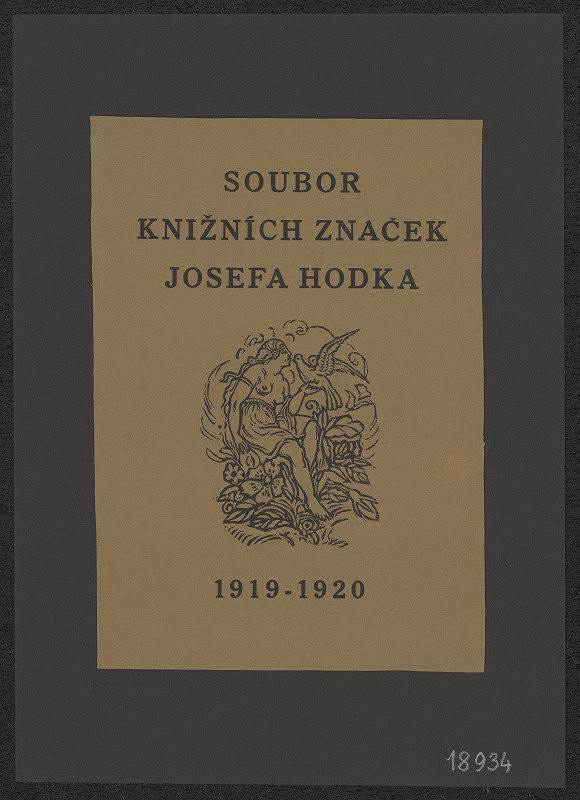 SOUBOR
KNIŽNÍCH ZNAČEK
JOSEFA HODKA
1919-1920
18934